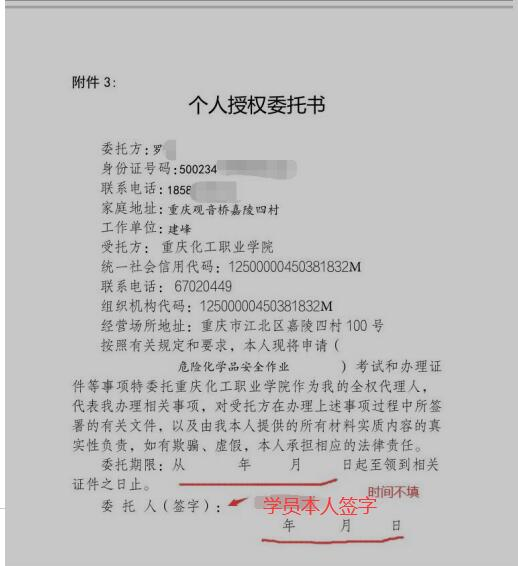 附件 3:
个人授权委托书
委托方:罗
身份证号码:500234
联系电话:1858
家庭地址:重庆观音桥嘉陵四村
工作单位:建峰
受托方: 重庆化工职业学院
统一社会信用代码: 12500000450381832M
联系电话: 67020449
组织机构代码:12500000450381832M
经营场所地址: 重庆市江北区嘉陵四村 100 号
按照有关规定和要求，本人现将申请（
危险化学品安全作业 ）考试和办理证
件等事项特委托重庆化工职业学院作为我的全权代理人，
代表我办理相关事项，对受托方在办理上述事项过程中所签
署的有关文件，以及由我本人提供的所有材料实质内容的真
实性负责，如有欺骗、虚假，本人承担相应的法律责任。
委托期限: 从 年 月 日起至领到相关
证件之日止。
时间不填
委 托 人（签字）: 学员本人签字
年 月 日